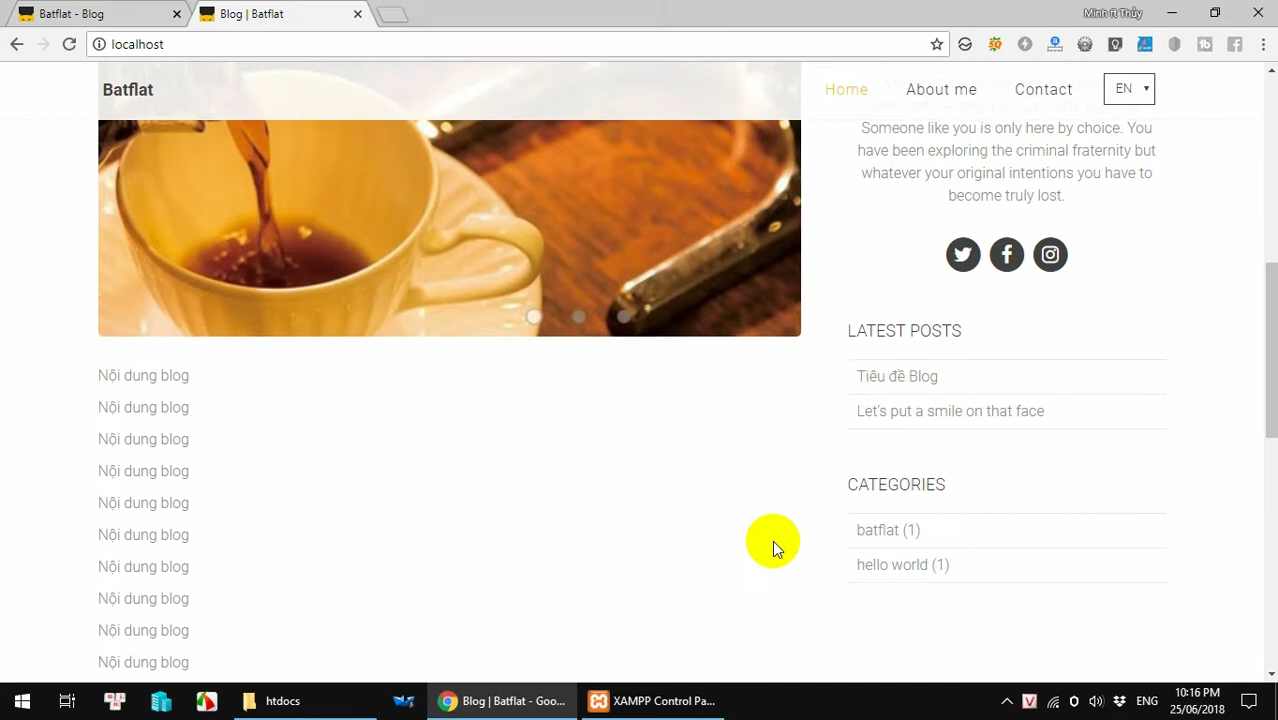 Batflat - Blog
Blog | Batflat
Minh ft Thủy
localhost
Batflat
Home
About me
Contact
EN
Someone like you is only here by choice. You
have been exploring the criminal fraternity but
whatever your original intentions you have to
become truly lost.
LATEST POSTS
Tiêu đề Blog
Let's put a smile on that face
CATEGORIES
batflat (1)
hello world (1)
Nội dung blog
Nội dung blog
Nội dung blog
Nội dung blog
Nội dung blog
Nội dung blog
Nội dung blog
Nội dung blog
Nội dung blog
Nội dung blog
htdocs
Blog | Batflat - Goo...
XAMPP Control Pa...
ENG
10:16 PM
25/06/2018